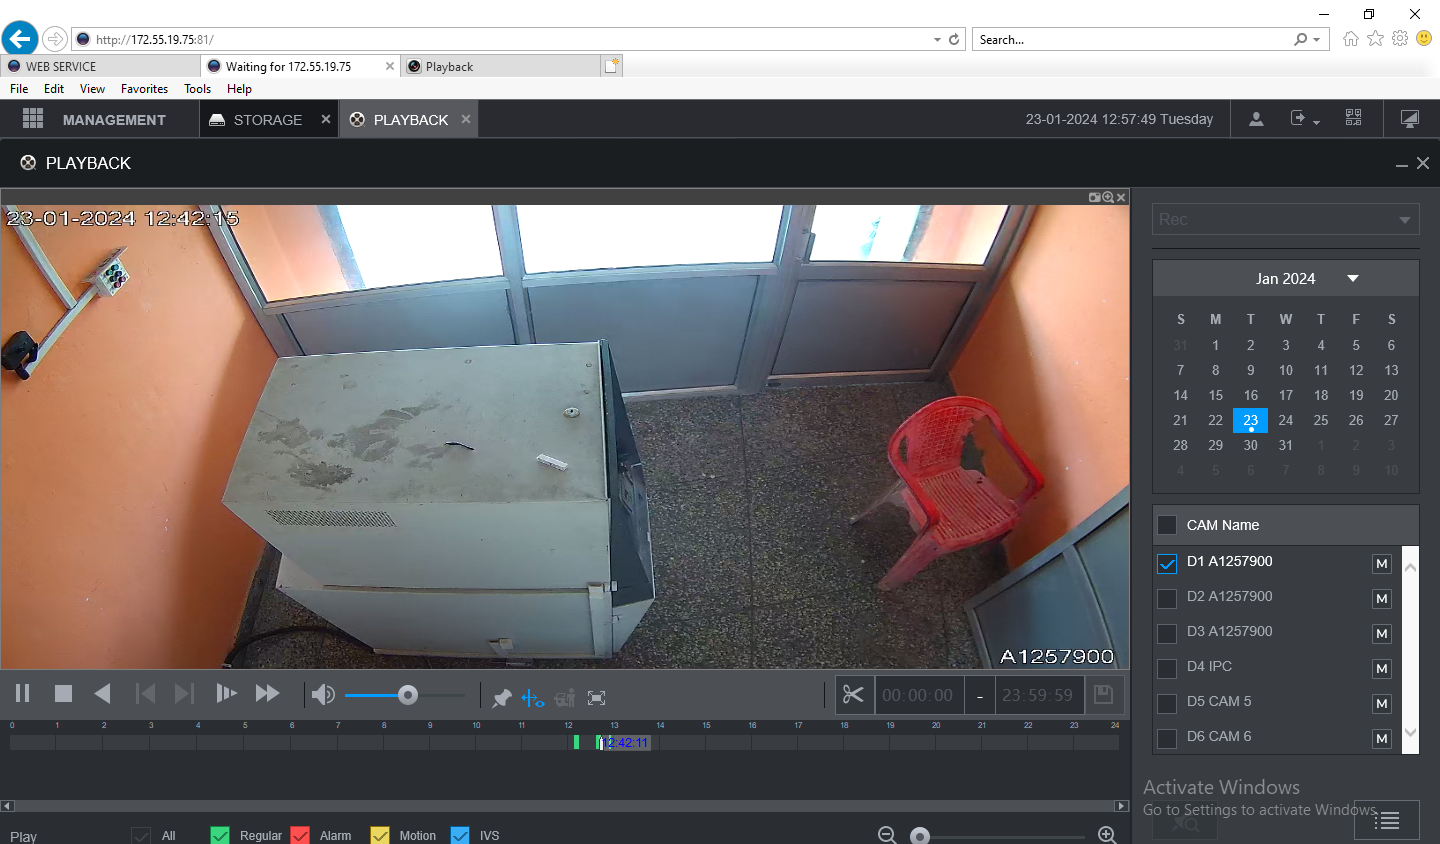 http://172.55.19.75:81/
Search...
WEB SERVICE
Waiting for 172.55.19.75
Playback
File Edit View Favorites Tools Help
MANAGEMENT
STORAGE
PLAYBACK
23-01-2024 12:57:49 Tuesday
PLAYBACK
23-01-2024 12:42:15
A1257900
Rec
Jan 2024
S M T W T F S
31 1 2 3 4 5 6
7 8 9 10 11 12 13
14 15 16 17 18 19 20
21 22 23 24 25 26 27
28 29 30 31 1 2 3
4 5 6 7 8 9 10
CAM Name
D1 A1257900 M
D2 A1257900 M
D3 A1257900 M
D4 IPC M
D5 CAM 5 M
D6 CAM 6 M
00:00:00 - 23:59:59
0 1 2 3 4 5 6 7 8 9 10 11 12 13 14 15 16 17 18 19 20 21 22 23 24
12:42:11
Activate Windows
Go to Settings to activate Windows.
Play All Regular Alarm Motion IVS